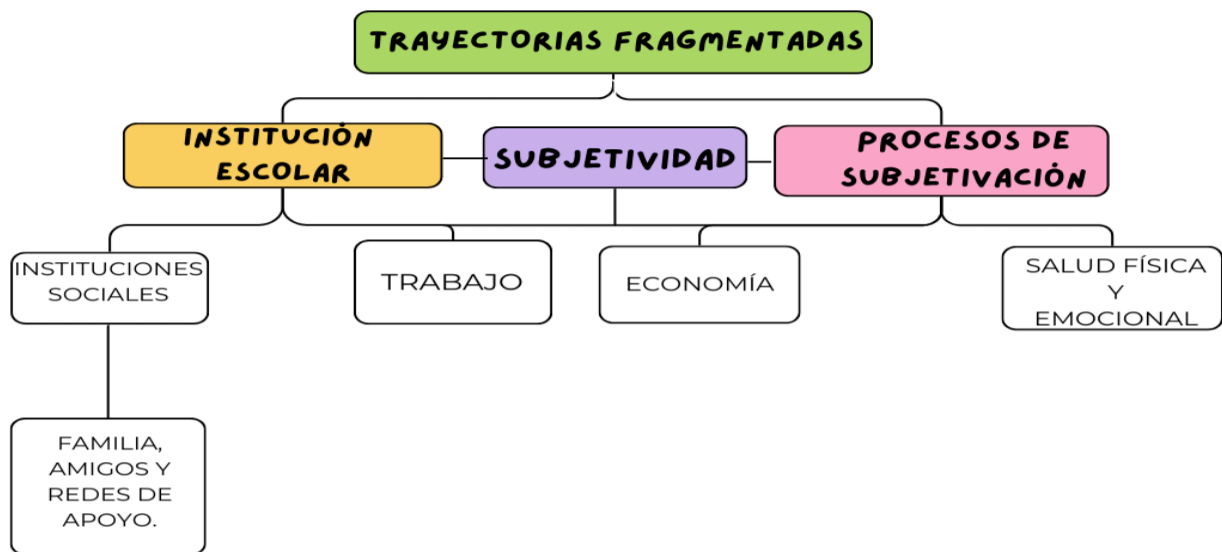 TRAYECTORIAS FRAGMENTADAS
INSTITUCIÓN
ESCOLAR
SUBJETIVIDAD
PROCESOS DE
SUBJETIVACIÓN
INSTITUCIONES
SOCIALES
TRABAJO
ECONOMÍA
SALUD FÍSICA
Y
EMOCIONAL
FAMILIA,
AMIGOS Y
REDES DE
APOYO.